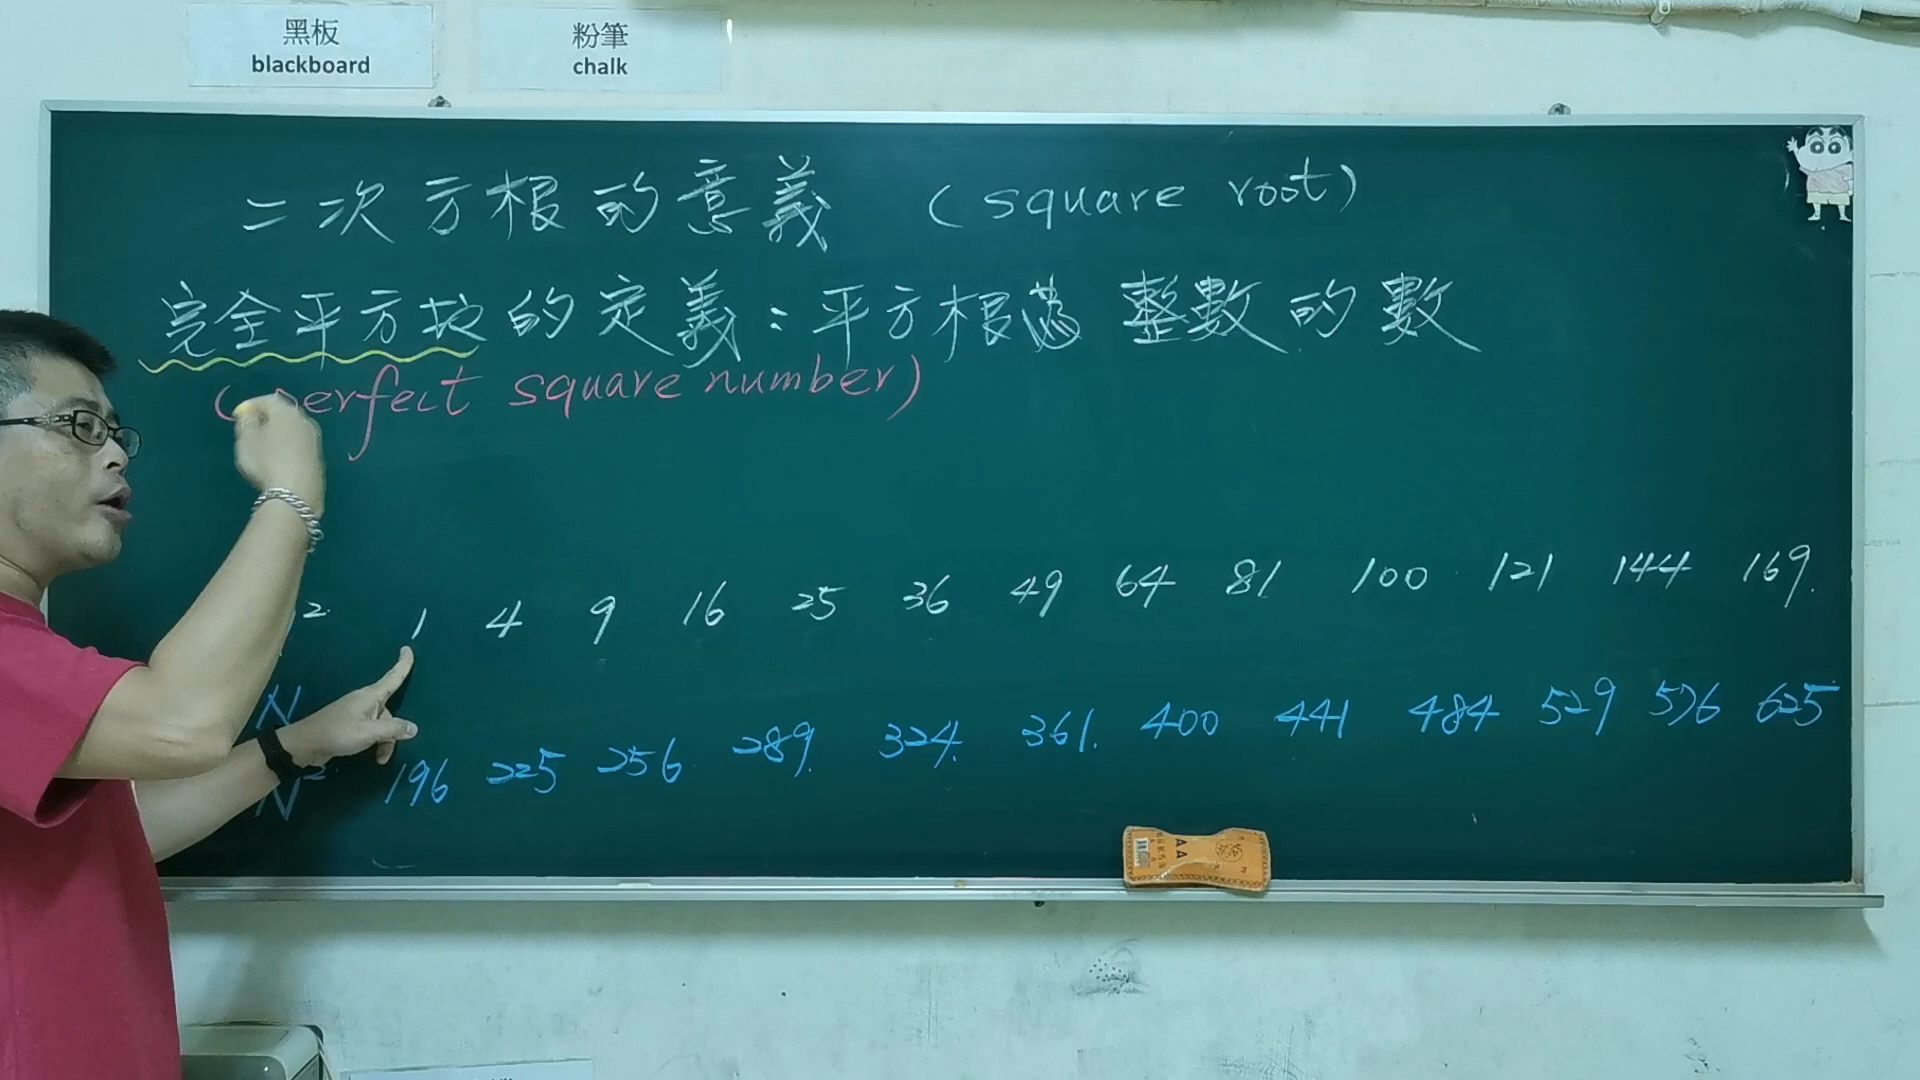 黑板
blackboard
粉筆
chalk
二次方根的意義 (square root)
完全平方坎的定義:平方根為 整數的數
(perfect square number)
2 1 4 9 16 25 36 49 64 81 100 121 144 169
N
N² 196 225 256 289 324 361 400 441 484 529 576 625
AA